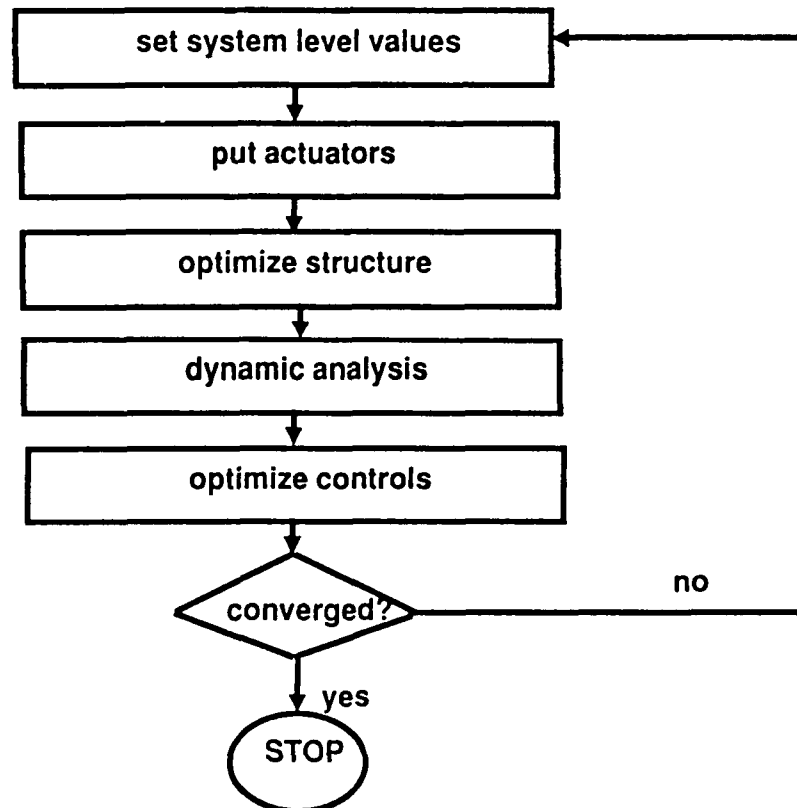 set system level values
put actuators
optimize structure
dynamic analysis
optimize controls
converged?
no
yes
STOP